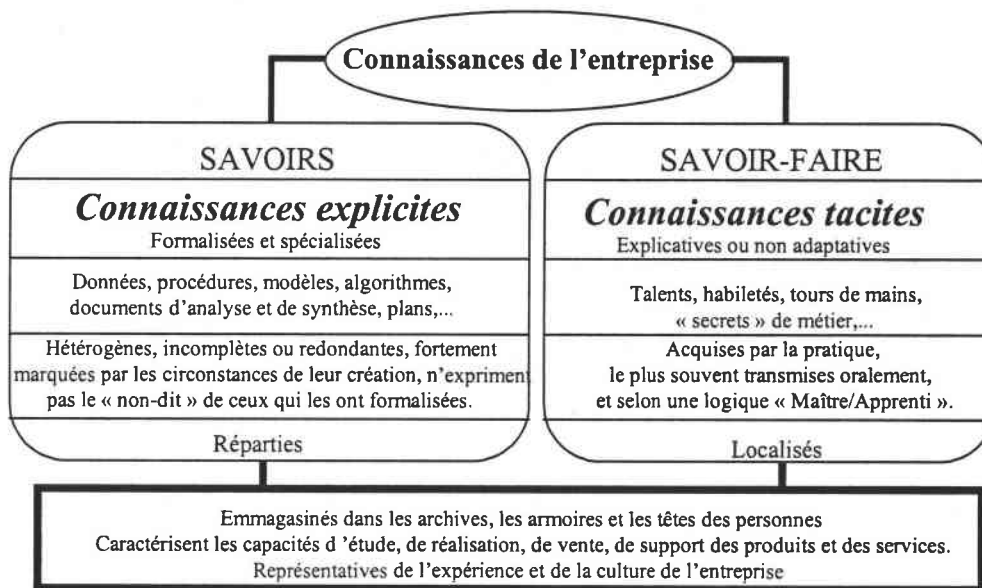 Connaissances de l'entreprise
SAVOIRS
Connaissances explicites
Formalisées et spécialisées
Données, procédures, modèles, algorithmes,
documents d'analyse et de synthèse, plans,...
Hétérogènes, incomplètes ou redondantes, fortement
marquées par les circonstances de leur création, n'expriment
pas le « non-dit » de ceux qui les ont formalisées.
Réparties
SAVOIR-FAIRE
Connaissances tacites
Explicatives ou non adaptatives
Talents, habiletés, tours de mains,
« secrets » de métier,...
Acquises par la pratique,
le plus souvent transmises oralement,
et selon une logique « Maître/Apprenti ».
Localisés
Emmagasinés dans les archives, les armoires et les têtes des personnes
Caractérisent les capacités d 'étude, de réalisation, de vente, de support des produits et des services.
Représentatives de l'expérience et de la culture de l'entreprise